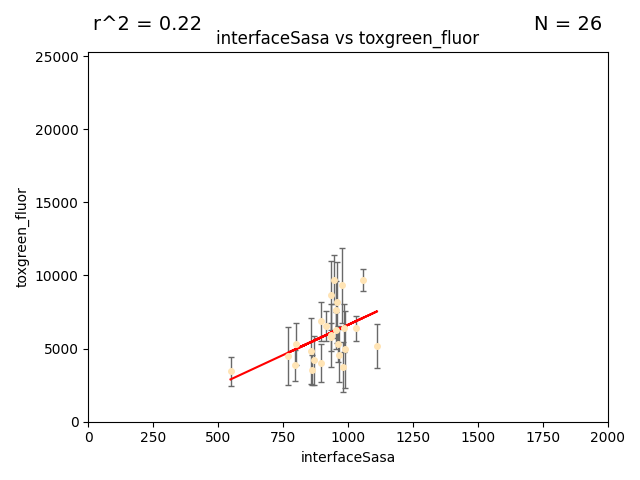 r^2 = 0.22
N = 26
interfaceSasa vs toxgreen_fluor
25000
20000
15000
10000
5000
0
toxgreen_fluor
0 250 500 750 1000 1250 1500 1750 2000
interfaceSasa